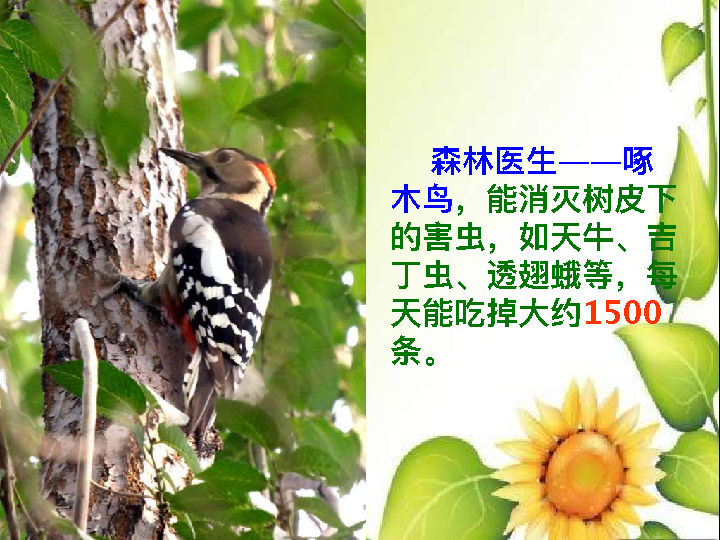 森林医生——啄
木鸟，能消灭树皮下
的害虫，如天牛、吉
丁虫、透翅蛾等，每
天能吃掉大约1500
条。